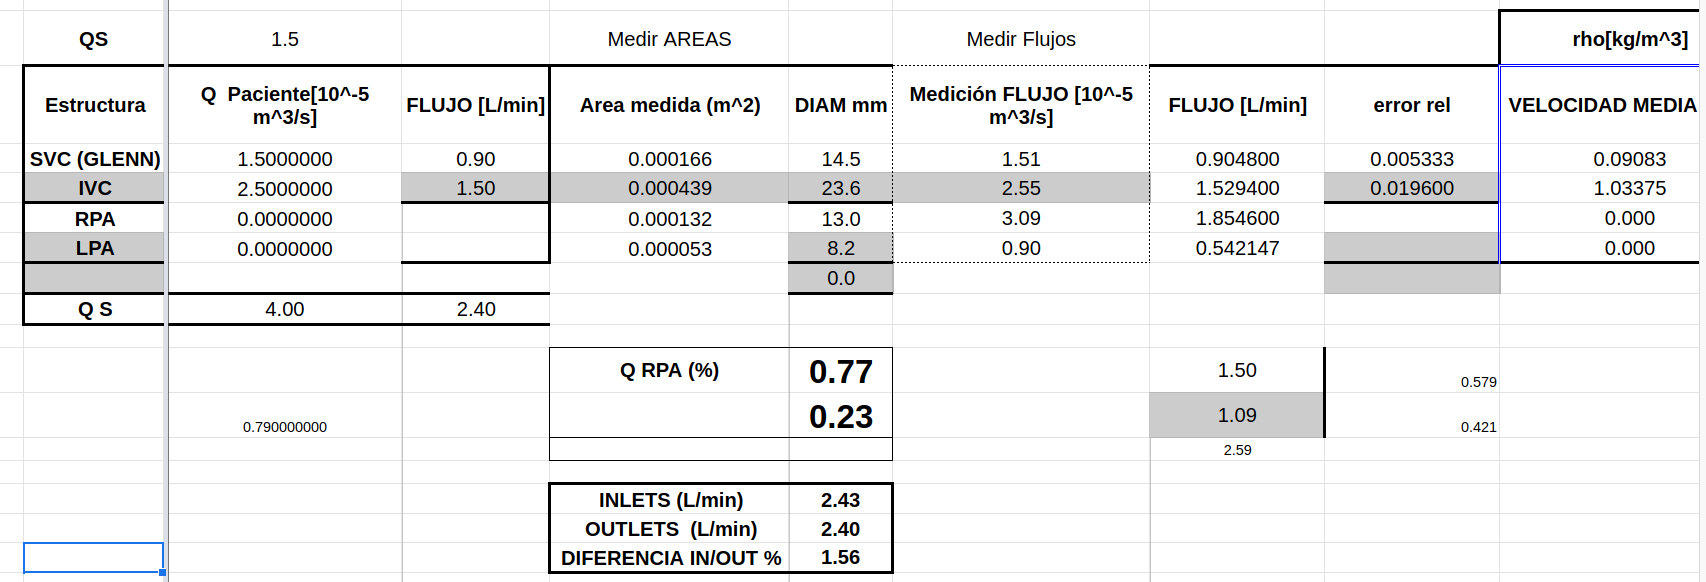 QS 1.5 Medir AREAS Medir Flujos rho[kg/m^3]
Estructura Q Paciente[10^-5 m^3/s] FLUJO [L/min] Area medida (m^2) DIAM mm Medición FLUJO [10^-5 m^3/s] FLUJO [L/min] error rel VELOCIDAD MEDIA
SVC (GLENN) 1.5000000 0.90 0.000166 14.5 1.51 0.904800 0.005333 0.09083
IVC 2.5000000 1.50 0.000439 23.6 2.55 1.529400 0.019600 1.03375
RPA 0.0000000 0.000132 13.0 3.09 1.854600 0.000
LPA 0.0000000 0.000053 8.2 0.90 0.542147 0.000
0.0
Q S 4.00 2.40
Q RPA (%) 0.77 1.50 0.579
0.790000000 0.23 1.09 0.421
2.59
INLETS (L/min) 2.43
OUTLETS (L/min) 2.40
DIFERENCIA IN/OUT % 1.56